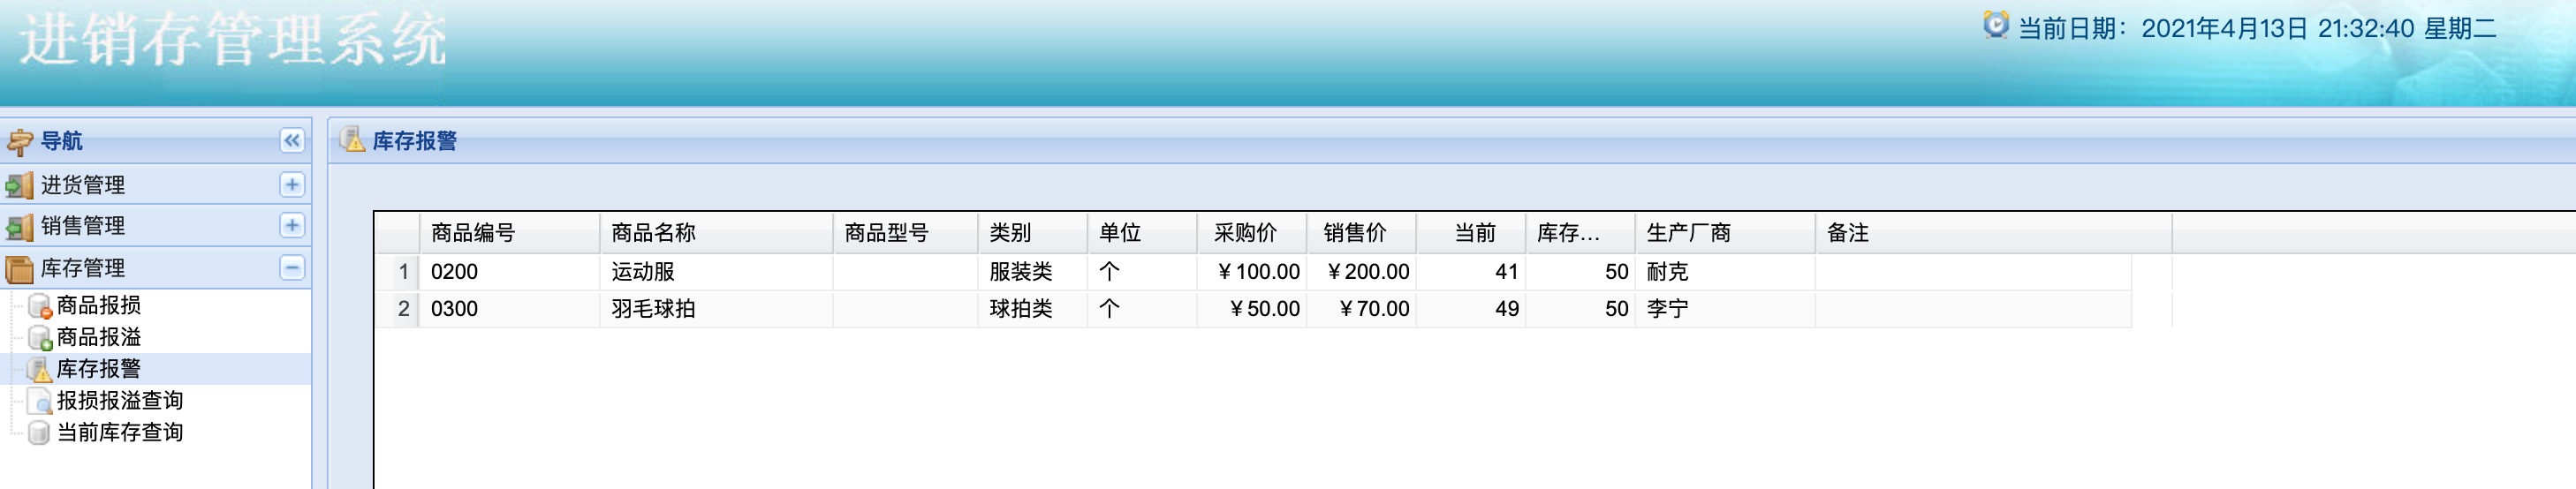 进销存管理系统
当前日期：2021年4月13日 21:32:40 星期二
导航
进货管理
销售管理
库存管理
商品报损
商品报溢
库存报警
报损报溢查询
当前库存查询
库存报警
商品编号 商品名称 商品型号 类别 单位 采购价 销售价 当前 库存... 生产厂商 备注
1 0200 运动服 服装类 个 ¥100.00 ¥200.00 41 50 耐克
2 0300 羽毛球拍 球拍类 个 ¥50.00 ¥70.00 49 50 李宁